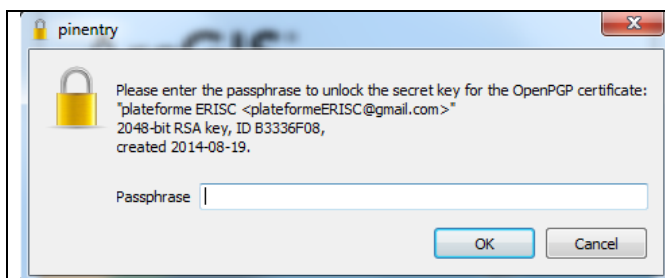 pinentry
Please enter the passphrase to unlock the secret key for the OpenPGP certificate:
"plateforme ERISC <plateformeERISC@gmail.com>"
2048-bit RSA key, ID B3336F08,
created 2014-08-19.
Passphrase
OK Cancel